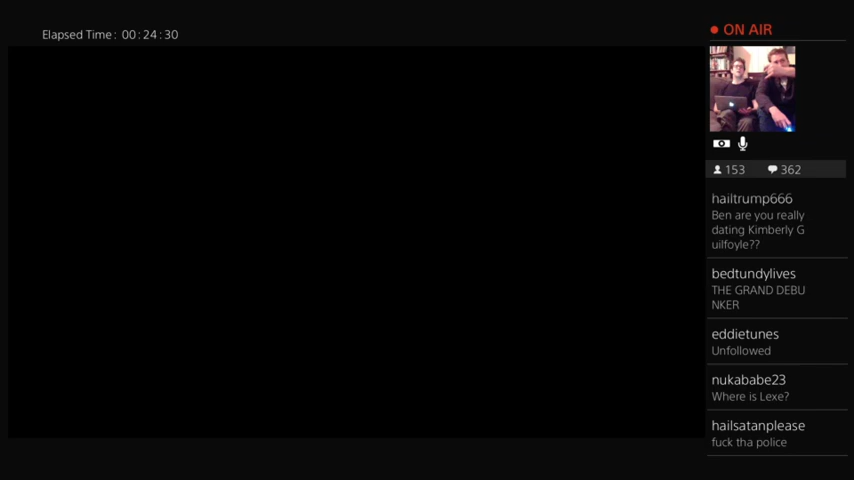 Elapsed Time: 00:24:30
ON AIR
153 362
hailtrump666
Ben are you really
dating Kimberly G
uilfoyle??
bedtundylives
THE GRAND DEBU
NKER
eddietunes
Unfollowed
nukababe23
Where is Lexe?
hailsatanplease
fuck tha police